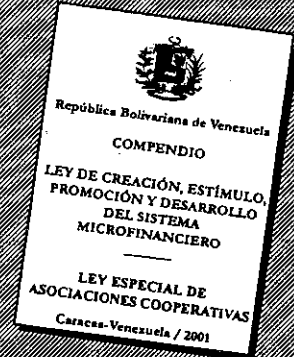 República Bolivariana de Venezuela
COMPENDIO
LEY DE CREACIÓN, ESTÍMULO,
PROMOCIÓN Y DESARROLLO
DEL SISTEMA
MICROFINANCIERO
LEY ESPECIAL DE
ASOCIACIONES COOPERATIVAS
Caracas-Venezuela / 2001